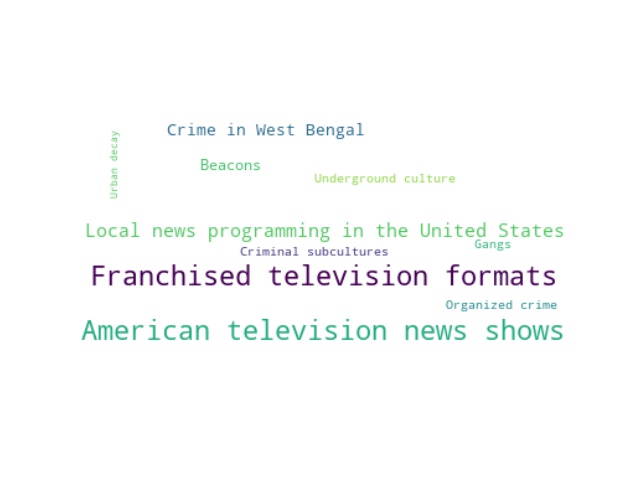 Crime in West Bengal
Urban decay
Beacons
Underground culture
Local news programming in the United States
Gangs
Criminal subcultures
Franchised television formats
Organized crime
American television news shows